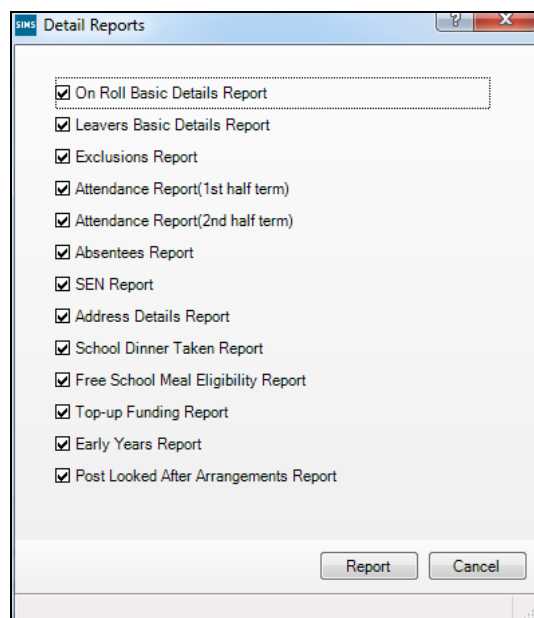 SIMS Detail Reports ? X
On Roll Basic Details Report
Leavers Basic Details Report
Exclusions Report
Attendance Report(1st half term)
Attendance Report(2nd half term)
Absentees Report
SEN Report
Address Details Report
School Dinner Taken Report
Free School Meal Eligibility Report
Top-up Funding Report
Early Years Report
Post Looked After Arrangements Report
Report Cancel